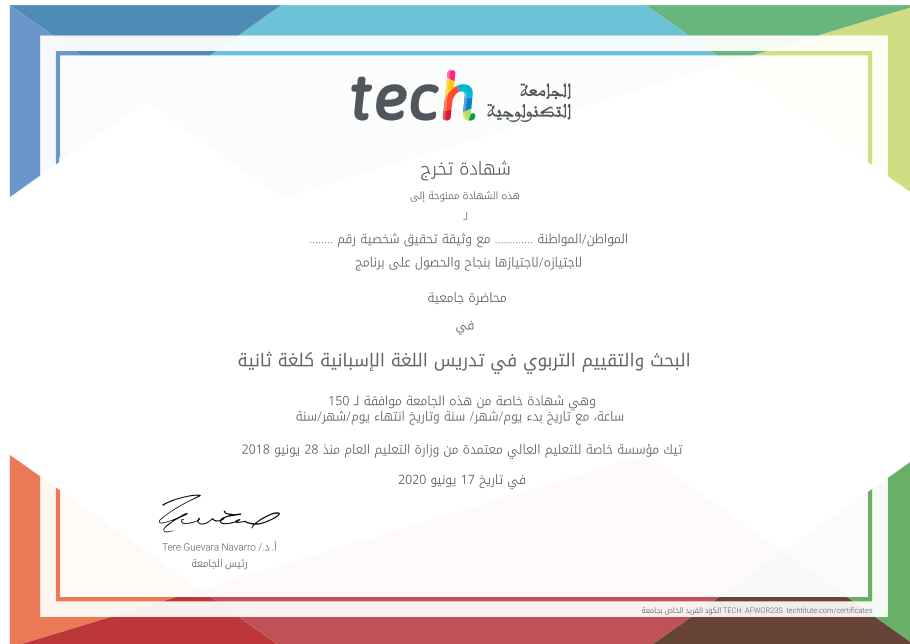 tech الجامعة
التكنولوجية
شهادة تخرج
هذه الشهادة ممنوحة إلى
لـ
المواطن/المواطنة ............. مع وثيقة تحقيق شخصية رقم ........
لاجتيازه/لاجتيازها بنجاح والحصول على برنامج
محاضرة جامعية
في
البحث والتقييم التربوي في تدريس اللغة الإسبانية كلغة ثانية
وهي شهادة خاصة من هذه الجامعة موافقة لـ 150
ساعة، مع تاريخ بدء يوم/شهر/ سنة وتاريخ انتهاء يوم/شهر/سنة
تيك مؤسسة خاصة للتعليم العالي معتمدة من وزارة التعليم العام منذ 28 يونيو 2018
في تاريخ 17 يونيو 2020
أ. د./ Tere Guevara Navarro
رئيس الجامعة
الكود الفريد الخاص بجامعة TECH: AFWOR23S techtitute.com/certificates